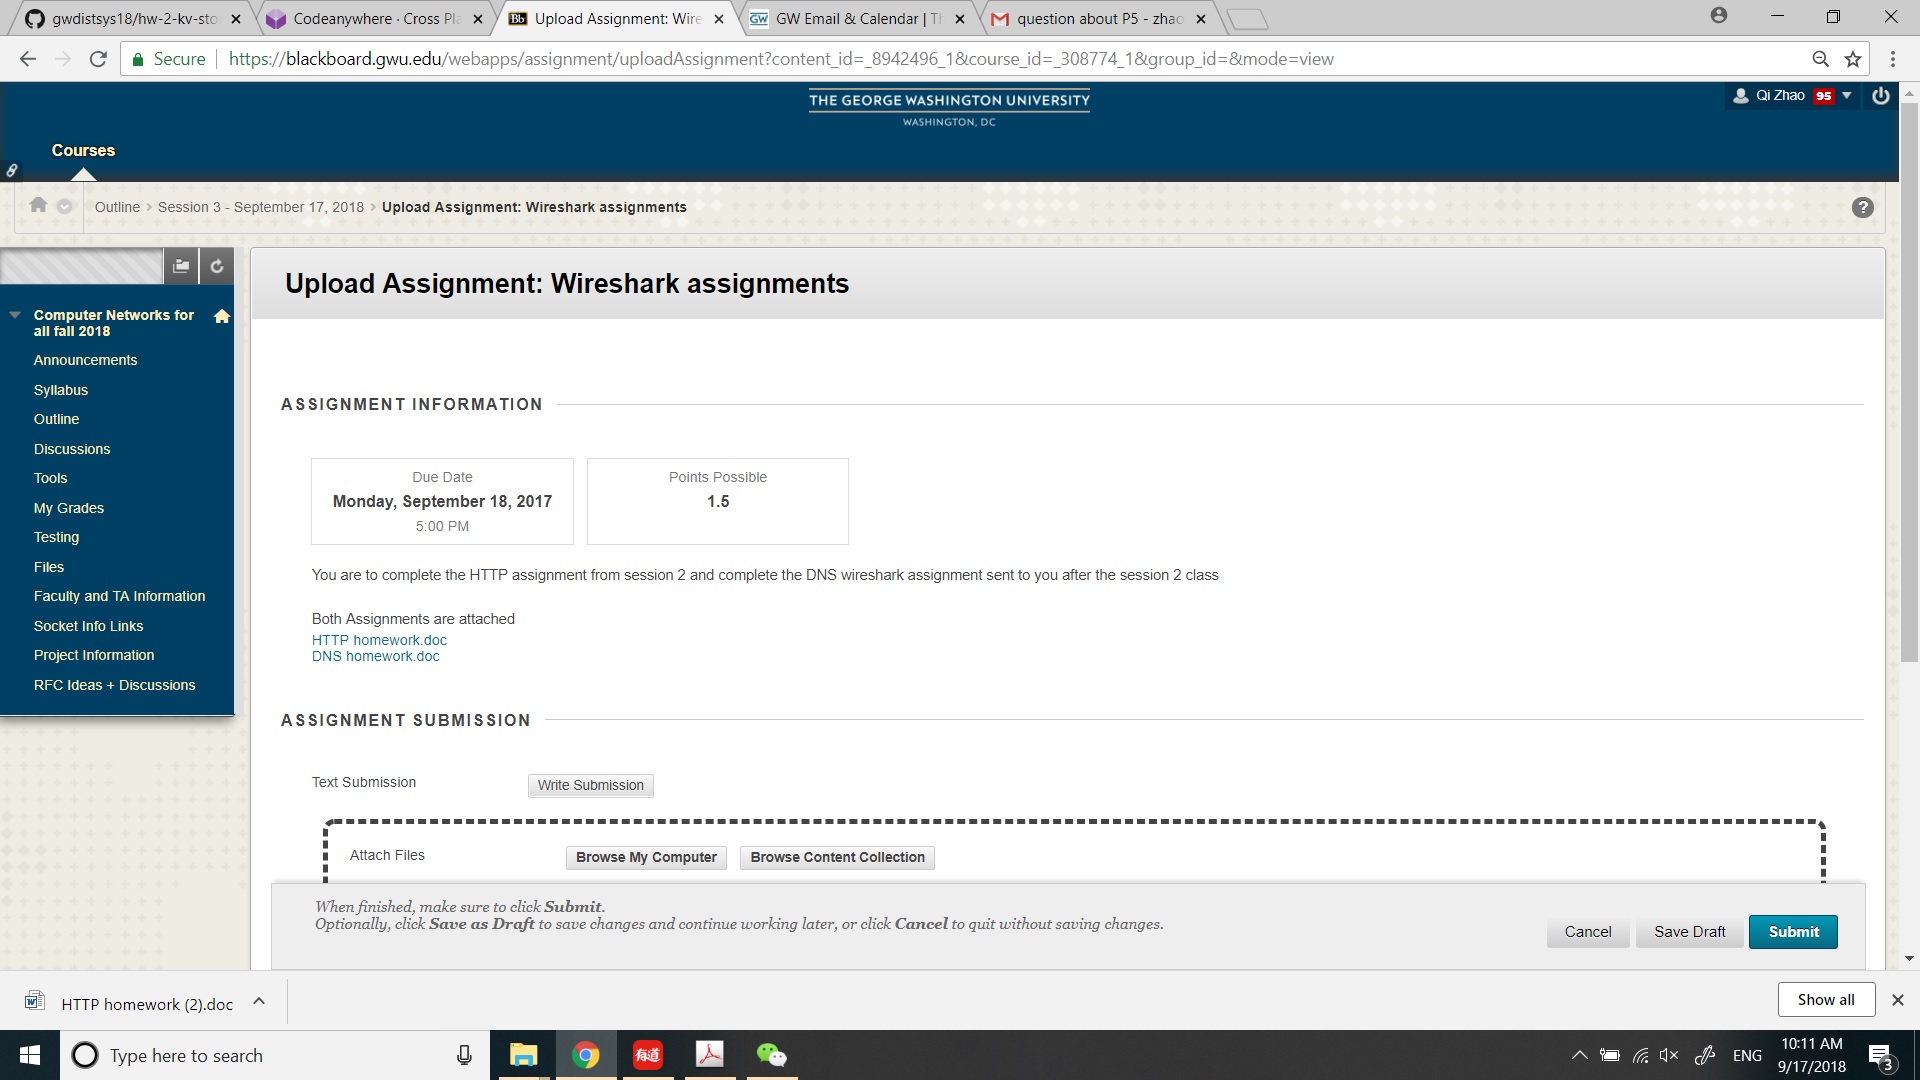 gwdistsys18/hw-2-kv-sto
Codeanywhere · Cross Pla
Upload Assignment: Wire
GW Email & Calendar | Th
question about P5 - zhao
Secure
https://blackboard.gwu.edu/webapps/assignment/uploadAssignment?content_id=_8942496_1&course_id=_308774_1&group_id=&mode=view
THE GEORGE WASHINGTON UNIVERSITY
WASHINGTON, DC
Qi Zhao 95
Courses
Outline > Session 3 - September 17, 2018 > Upload Assignment: Wireshark assignments
?
Upload Assignment: Wireshark assignments
Computer Networks for
all fall 2018
Announcements
Syllabus
Outline
Discussions
Tools
My Grades
Testing
Files
Faculty and TA Information
Socket Info Links
Project Information
RFC Ideas + Discussions
ASSIGNMENT INFORMATION
Due Date
Monday, September 18, 2017
5:00 PM
Points Possible
1.5
You are to complete the HTTP assignment from session 2 and complete the DNS wireshark assignment sent to you after the session 2 class
Both Assignments are attached
HTTP homework.doc
DNS homework.doc
ASSIGNMENT SUBMISSION
Text Submission
Write Submission
Attach Files
Browse My Computer
Browse Content Collection
When finished, make sure to click Submit.
Optionally, click Save as Draft to save changes and continue working later, or click Cancel to quit without saving changes.
Cancel
Save Draft
Submit
HTTP homework (2).doc
Show all
Type here to search
有道
ENG
10:11 AM
9/17/2018
3